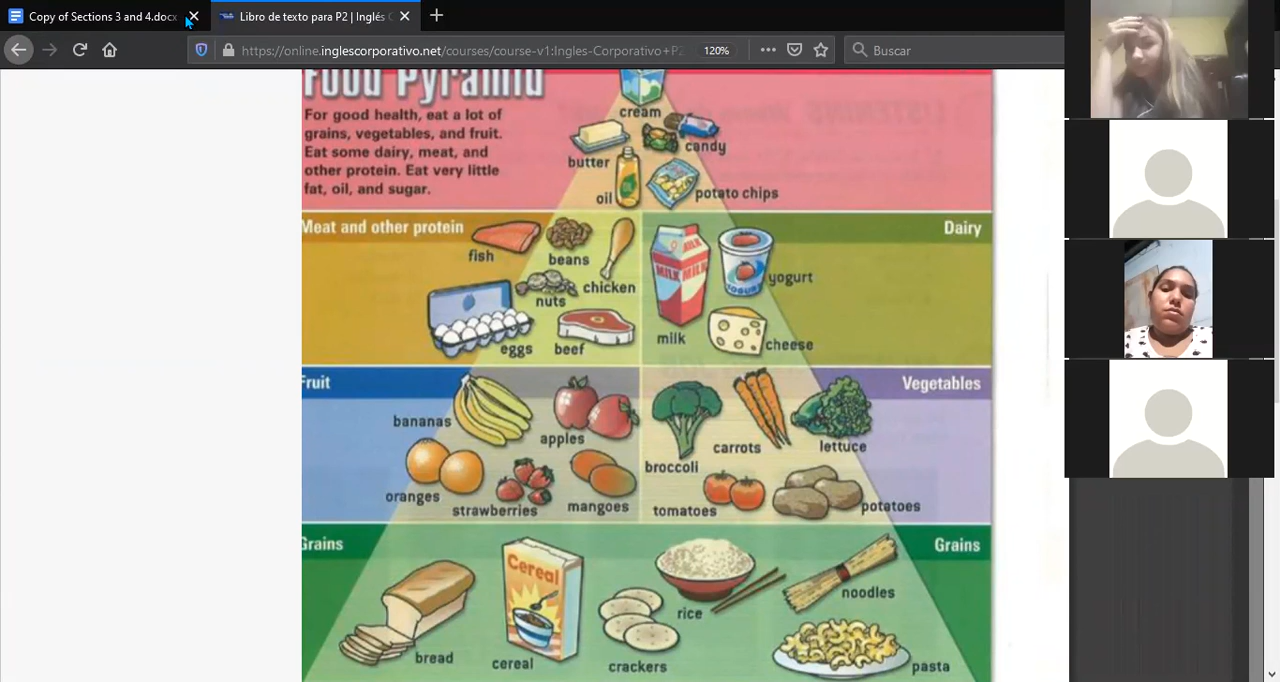 Copy of Sections 3 and 4.docx
Libro de texto para P2 | Inglés C
https://online.inglescorporativo.net/courses/course-v1:Ingles-Corporativo+P2
120%
Buscar
Food Pyramid
For good health, eat a lot of
grains, vegetables, and fruit.
Eat some dairy, meat, and
other protein. Eat very little
fat, oil, and sugar.
cream
butter
candy
oil
potato chips
Meat and other protein
Dairy
fish
beans
chicken
nuts
eggs
beef
MILK
MILK MILK
YOGURT
yogurt
milk
cheese
Fruit
Vegetables
bananas
apples
oranges
strawberries
mangoes
broccoli
carrots
lettuce
tomatoes
potatoes
Grains
Grains
Cereal
bread
cereal
crackers
rice
noodles
pasta